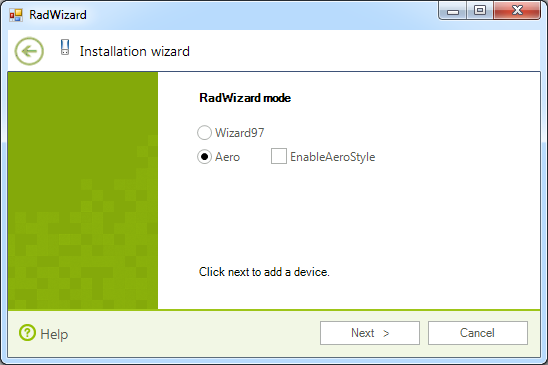 RadWizard
Installation wizard
RadWizard mode
Wizard97
Aero EnableAeroStyle
Click next to add a device.
Help Next > Cancel